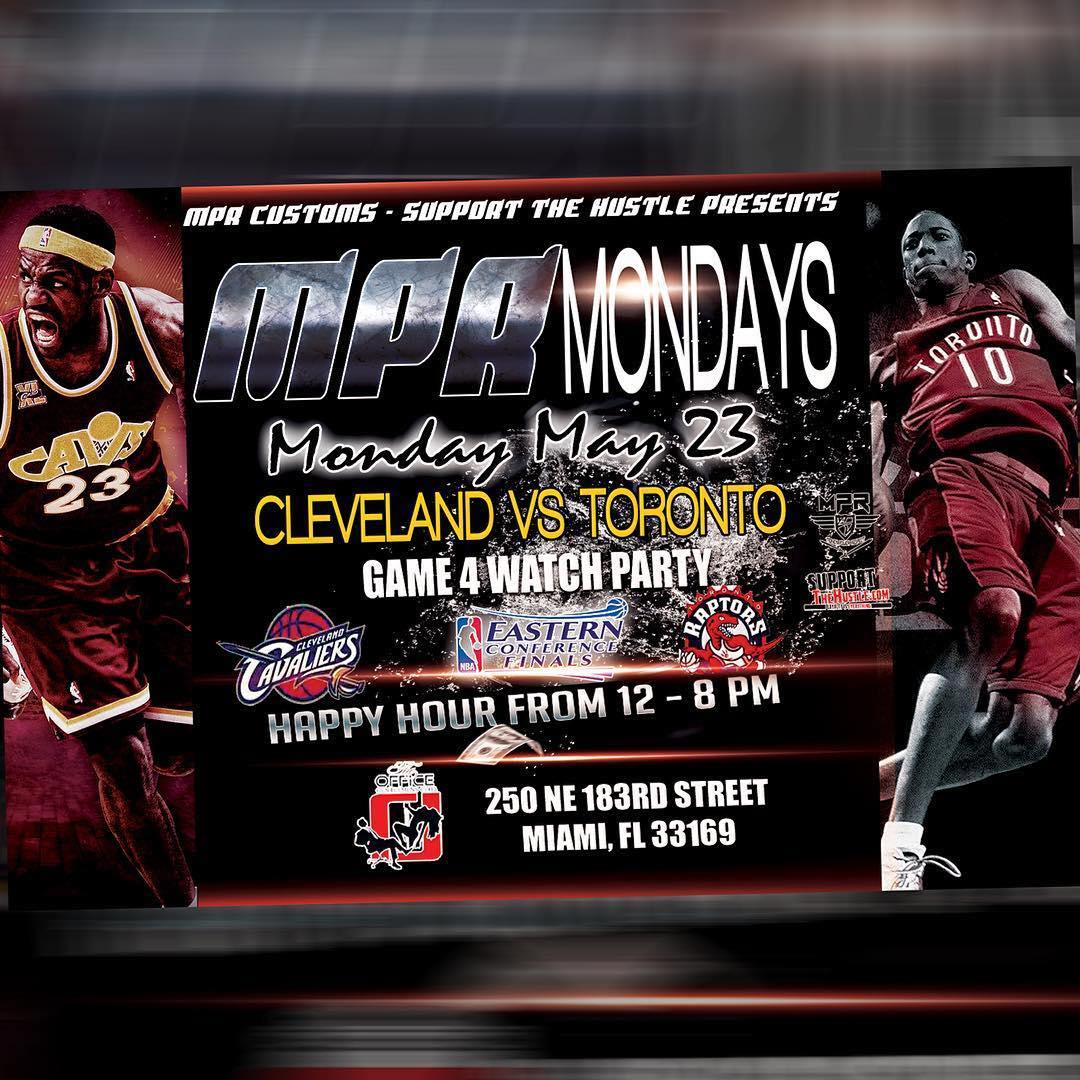 MPR CUSTOMS - SUPPORT THE HUSTLE PRESENTS
MPR MONDAYS
Monday May 23
CLEVELAND VS TORONTO
GAME 4 WATCH PARTY
CLEVELAND
CAVALIERS
NBA
EASTERN
CONFERENCE
FINALS
RAPTORS
HAPPY HOUR FROM 12 - 8 PM
The
OFFICE
250 NE 183RD STREET
MIAMI, FL 33169
CAVS
23
TORONTO
10
MPR
SUPPORT
THEHUSTLE.COM